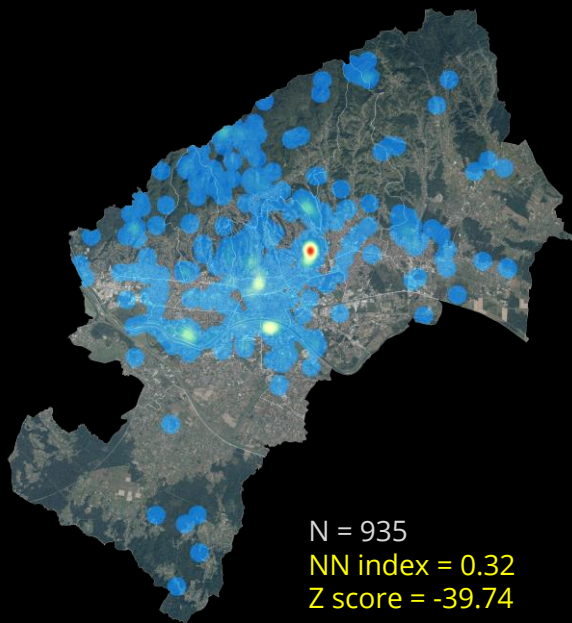 N = 935
NN index = 0.32
Z score = -39.74